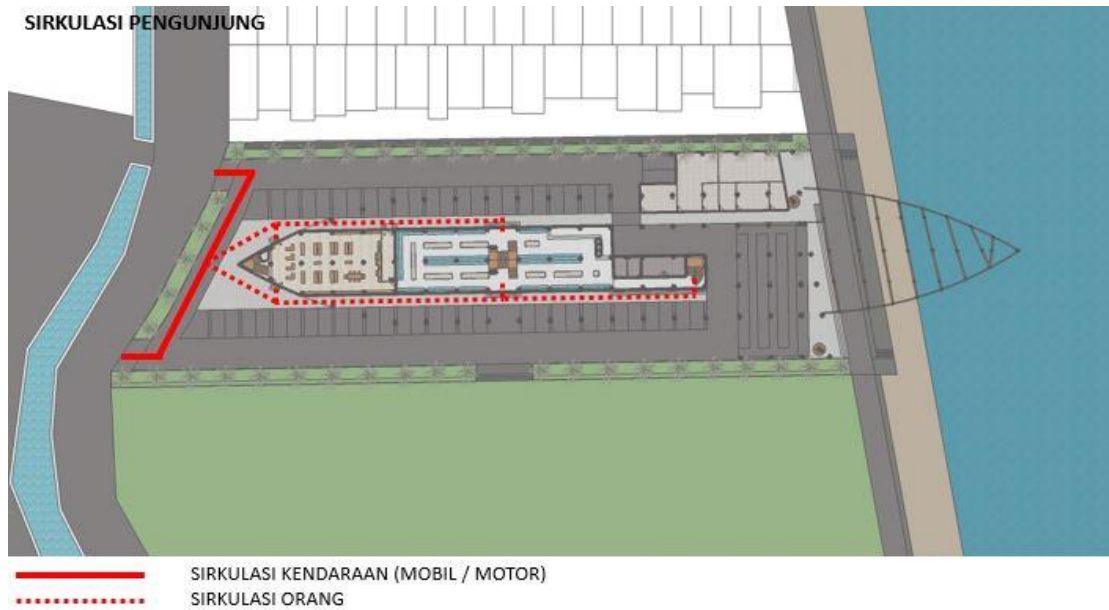 SIRKULASI PENGUNJUNG
SIRKULASI KENDARAAN (MOBIL / MOTOR)
SIRKULASI ORANG